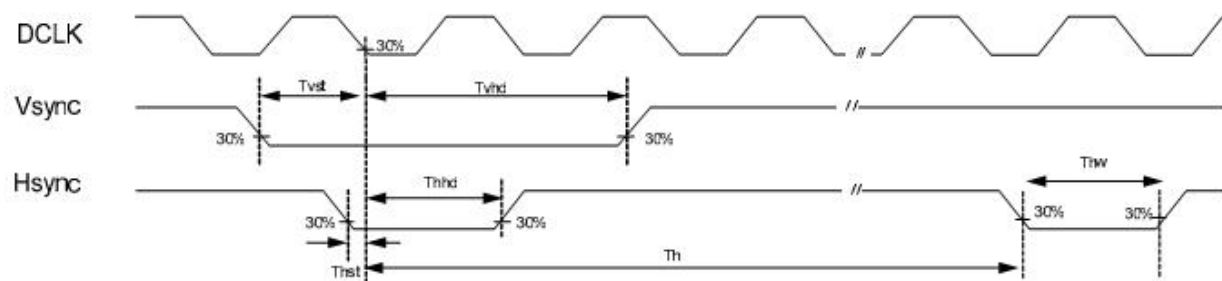 DCLK
30%
//
Tvst
Tvhd
Vsync
30%
30%
//
Hsync
Thhd
Thw
30%
30%
//
30%
30%
Thst
Th